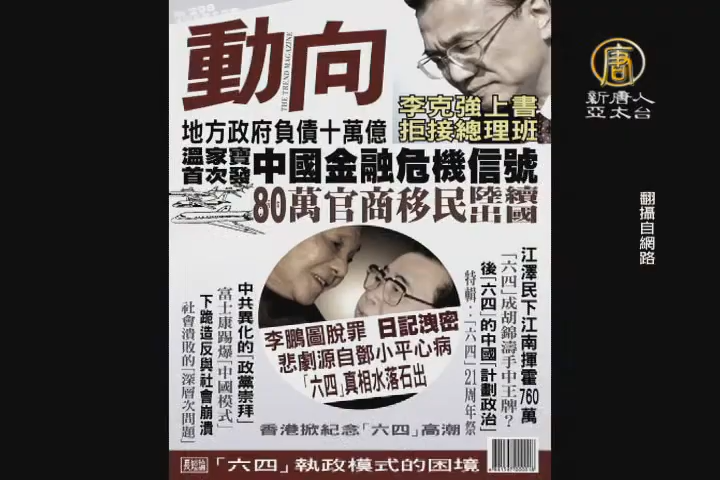 動向
THE TREND MAGAZINE
李克強上書
拒接總理班
地方政府負債十萬億
溫家寶
首次發
中國金融危機信號
80萬官商移民陸續出國
江澤民下江南揮霍760萬
「六四」成胡錦濤手中王牌?
後「六四」的中國「計劃政治」
特輯:「六四」21周年祭
李鵬圖脫罪 日記洩密
悲劇源自鄧小平心病
「六四」真相水落石出
中共異化的「政黨崇拜」
富士康踢爆「中國模式」
下跪造反與社會崩潰
社會潰敗的「深層次問題」
香港掀紀念「六四」高潮
長短論
「六四」執政模式的困境
唐
新唐人
亞太台
翻攝自網路